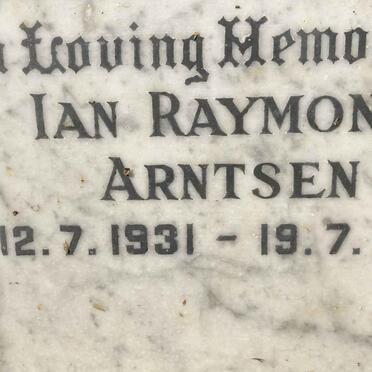 n Loving Memo
IAN RAYMON
ARNTSEN
12.7.1931 - 19.7.